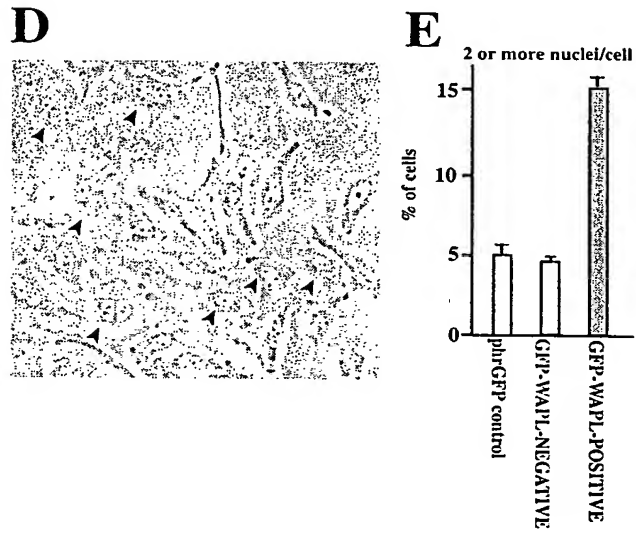 D
E
2 or more nuclei/cell
% of cells
15
10
5
0
phrGFP control
GFP-WAPL-NEGATIVE
GFP-WAPL-POSITIVE